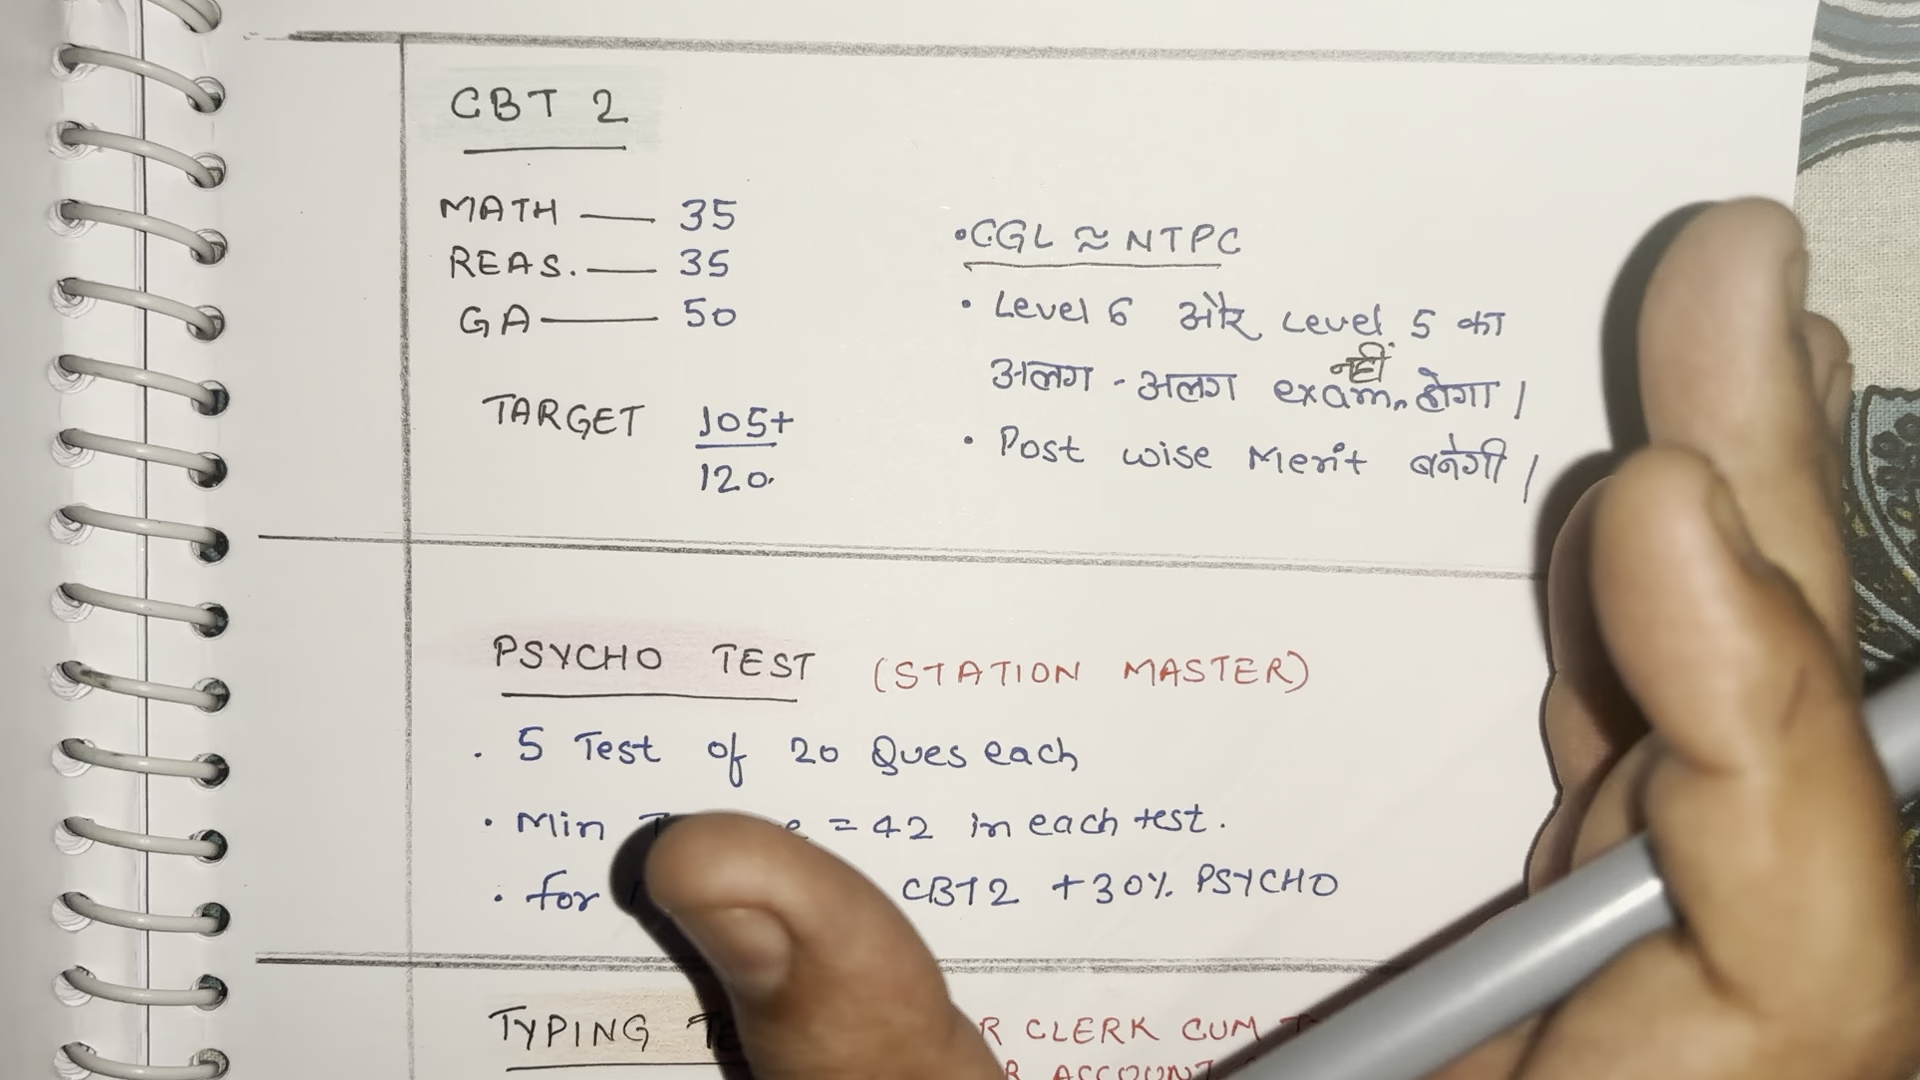 CBT 2
MATH — 35
REAS. — 35
GA — 50
TARGET 105+
120
•CGL ≈ NTPC
• Level 6 और Level 5 का
अलग - अलग exam नहीं होगा।
• Post wise Merit बनेगी।
PSYCHO TEST (STATION MASTER)
. 5 Test of 20 Ques each
• Min = 42 in each test.
• for CBT2 +30% PSYCHO
TYPING CLERK CUM